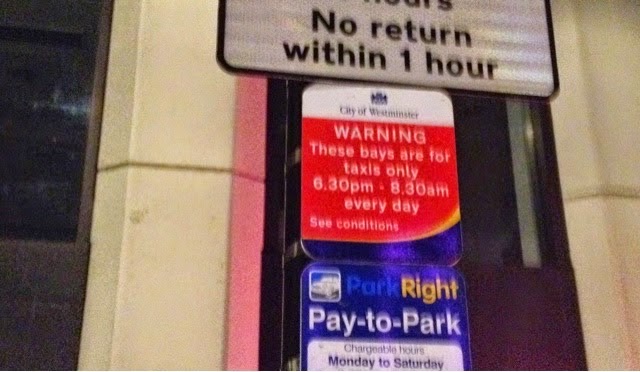 hours
No return
within 1 hour
City of Westminster
WARNING
These bays are for
taxis only
6.30pm - 8.30am
every day
See conditions
ParkRight
Pay-to-Park
Chargeable hours
Monday to Saturday